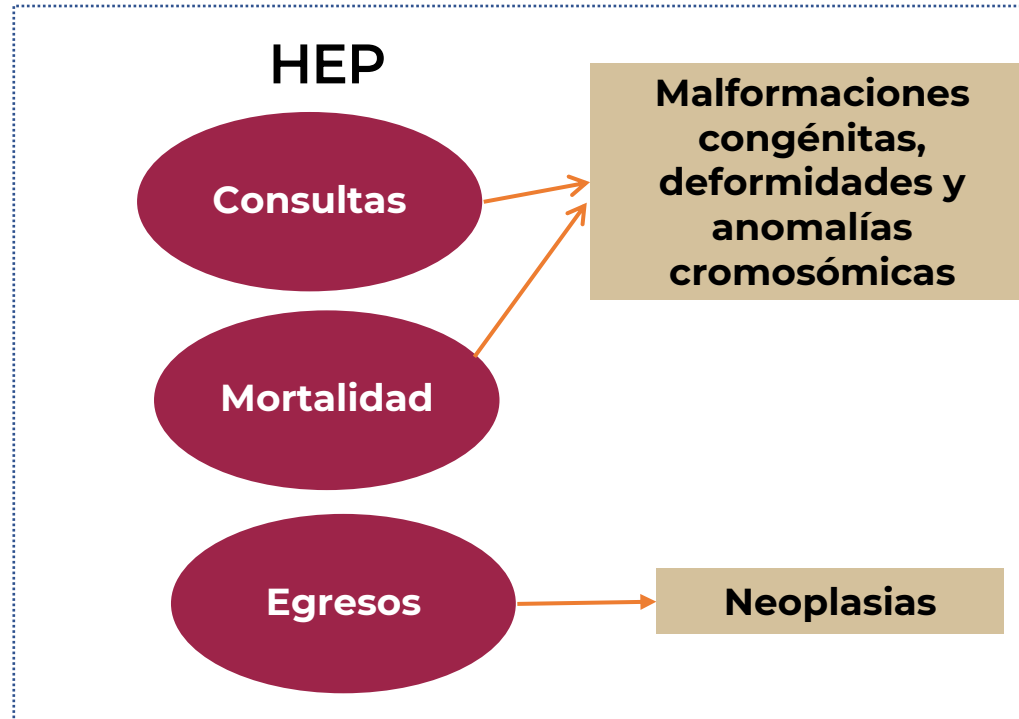 HEP
Consultas
Malformaciones
congénitas,
deformidades y
anomalías
cromosómicas
Mortalidad
Egresos
Neoplasias